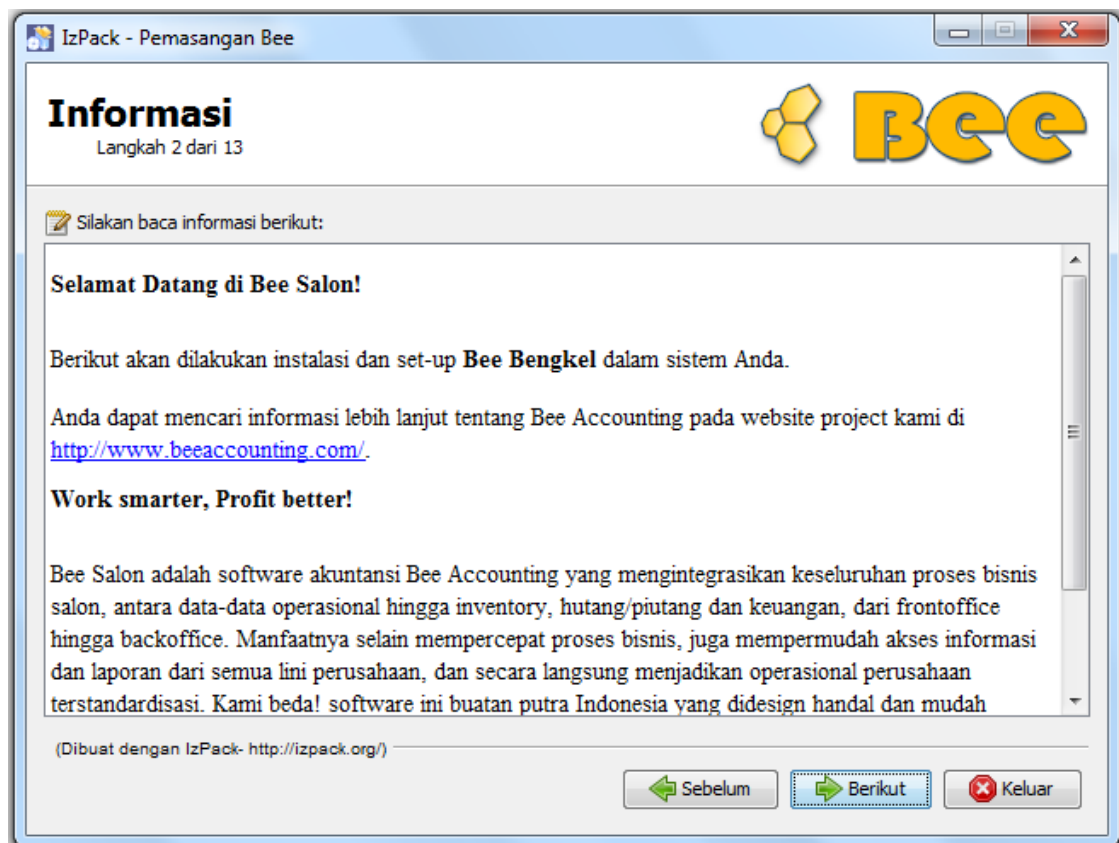 IzPack - Pemasangan Bee
Informasi
Langkah 2 dari 13
Bee
Silakan baca informasi berikut:
Selamat Datang di Bee Salon!
Berikut akan dilakukan instalasi dan set-up Bee Bengkel dalam sistem Anda.
Anda dapat mencari informasi lebih lanjut tentang Bee Accounting pada website project kami di
http://www.beeaccounting.com/.
Work smarter, Profit better!
Bee Salon adalah software akuntansi Bee Accounting yang mengintegrasikan keseluruhan proses bisnis
salon, antara data-data operasional hingga inventory, hutang/piutang dan keuangan, dari frontoffice
hingga backoffice. Manfaatnya selain mempercepat proses bisnis, juga mempermudah akses informasi
dan laporan dari semua lini perusahaan, dan secara langsung menjadikan operasional perusahaan
terstandardisasi. Kami beda! software ini buatan putra Indonesia yang didesign handal dan mudah
(Dibuat dengan IzPack- http://izpack.org/)
Sebelum
Berikut
Keluar